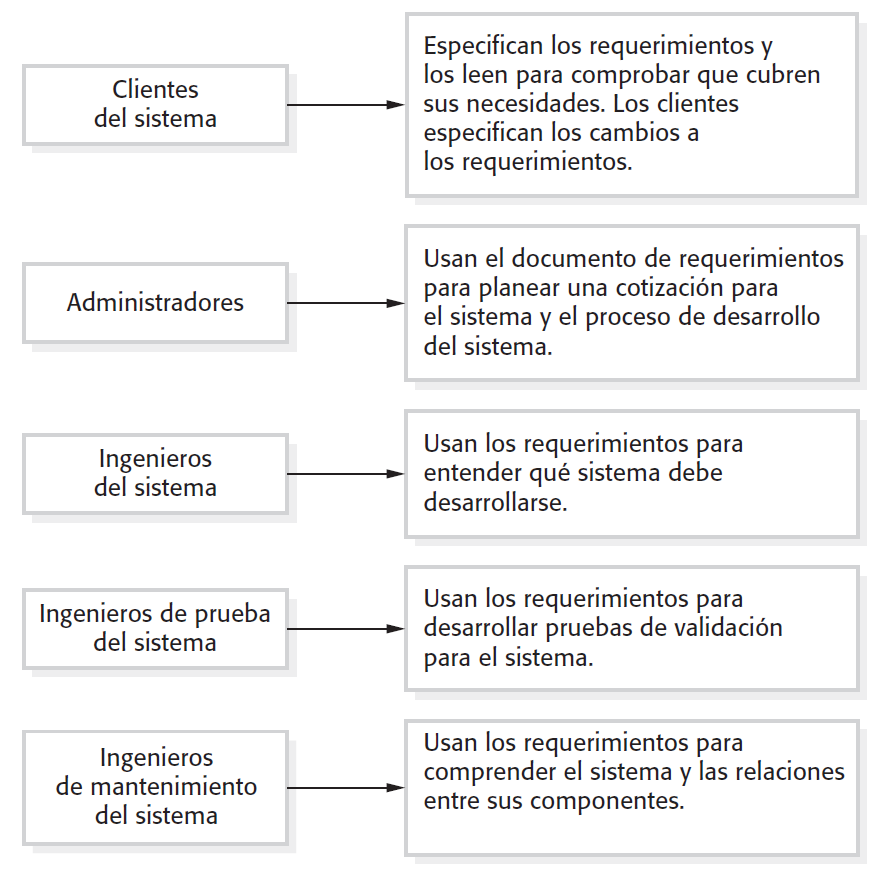 Clientes
del sistema
Especifican los requerimientos y
los leen para comprobar que cubren
sus necesidades. Los clientes
especifican los cambios a
los requerimientos.
Administradores
Usan el documento de requerimientos
para planear una cotización para
el sistema y el proceso de desarrollo
del sistema.
Ingenieros
del sistema
Usan los requerimientos para
entender qué sistema debe
desarrollarse.
Ingenieros de prueba
del sistema
Usan los requerimientos para
desarrollar pruebas de validación
para el sistema.
Ingenieros
de mantenimiento
del sistema
Usan los requerimientos para
comprender el sistema y las relaciones
entre sus componentes.